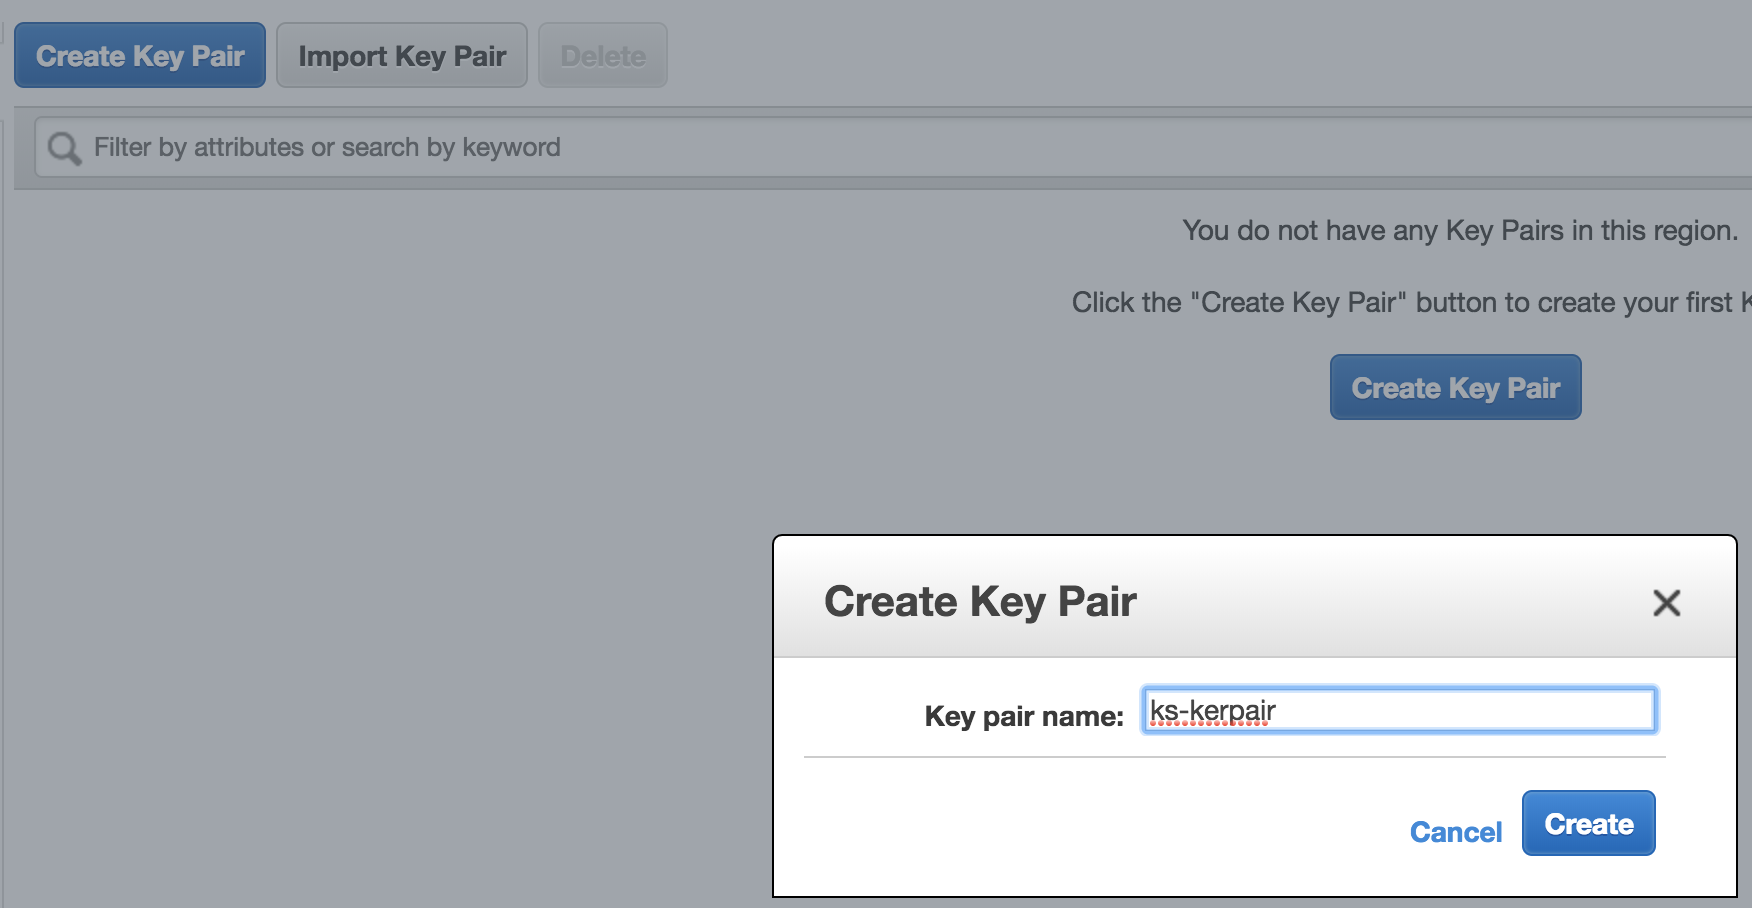 Create Key Pair Import Key Pair Delete
Filter by attributes or search by keyword
You do not have any Key Pairs in this region.
Click the "Create Key Pair" button to create your first K
Create Key Pair
Create Key Pair
Key pair name: ks-kerpair
Cancel Create